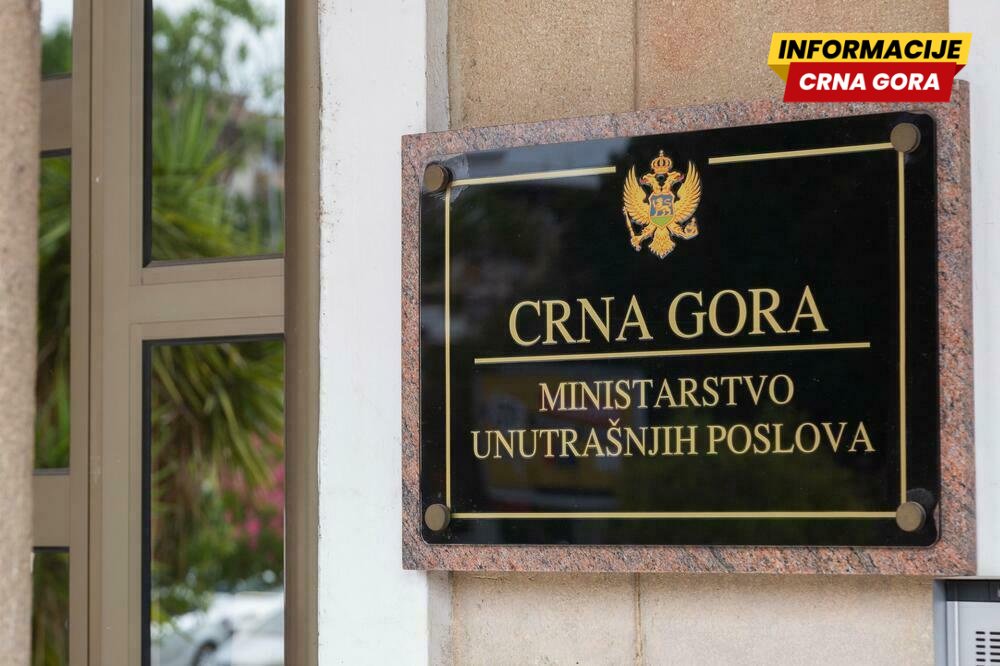 INFORMACIJE
CRNA GORA
CRNA GORA
MINISTARSTVO
UNUTRAŠNJIH POSLOVA